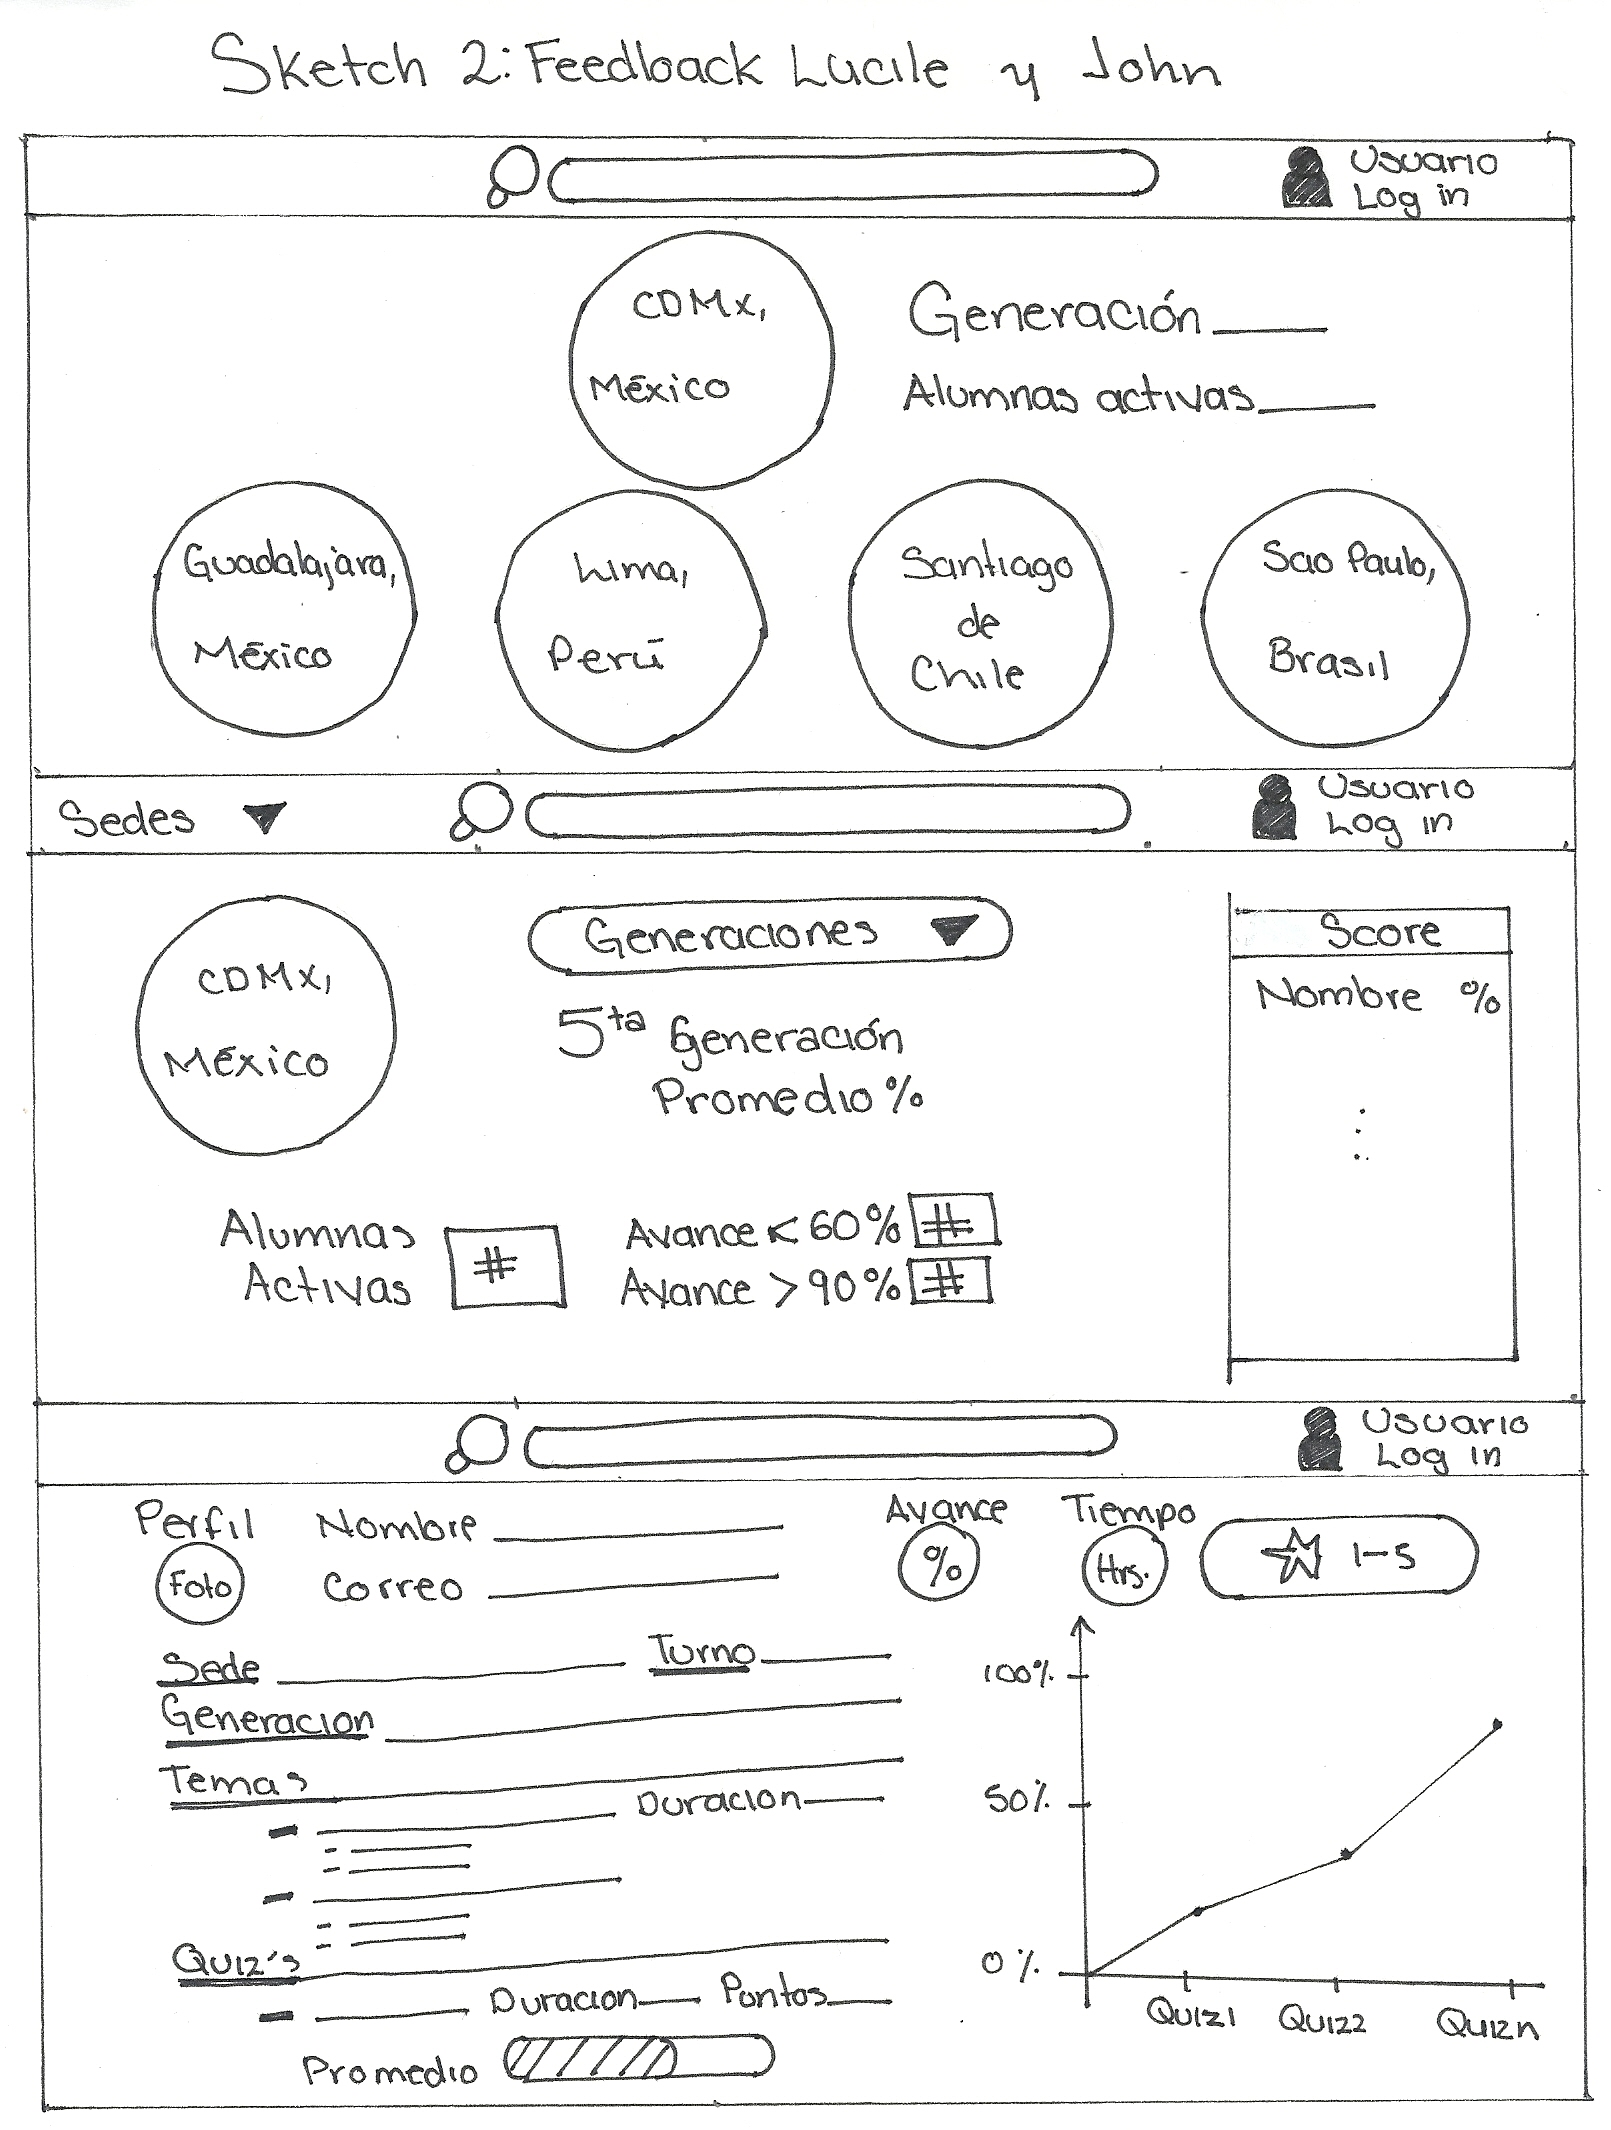 Sketch 2: Feedback Lucile y John
Usuario
Log in
CDMX,
México
Generación
Alumnas activas
Guadalajara,
México
Lima,
Perú
Santiago
de
Chile
Sao Paulo,
Brasil
Sedes
Usuario
Log in
CDMX,
México
Generaciones
5ta Generación
Promedio %
Score
Nombre %
Alumnas
Activas
#
Avance < 60% #
Avance > 90% #
Usuario
Log in
Perfil
Foto
Nombre
Correo
Avance
%
Tiempo
Hrs.
1-5
Sede
Turno
Generacion
Temas
Duracion
Quiz's
Duracion
Puntos
Promedio
100%
50%
0%
Quiz1 Quiz2 Quizn